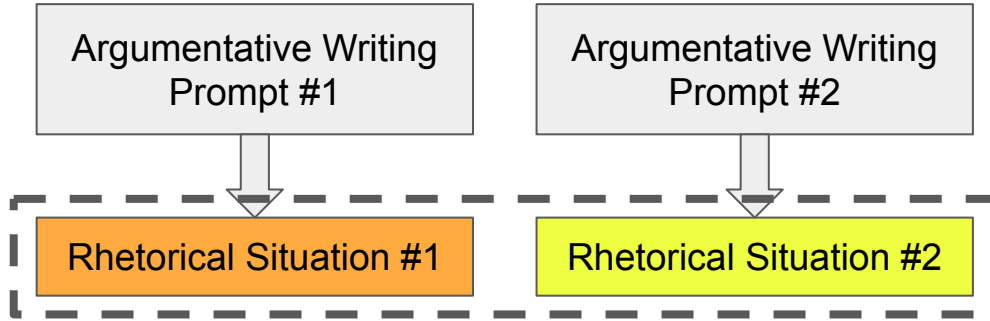 Argumentative Writing
Prompt #1
Argumentative Writing
Prompt #2
Rhetorical Situation #1
Rhetorical Situation #2